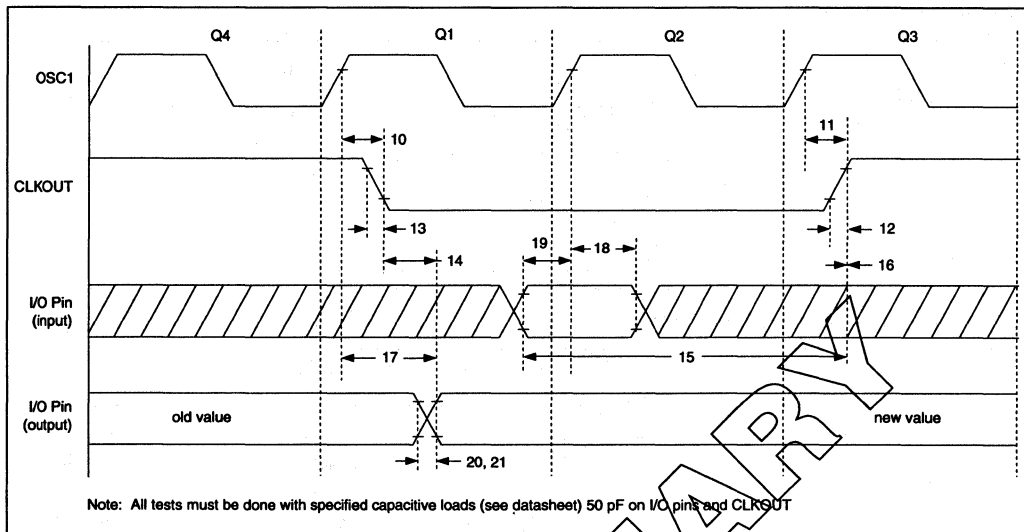 Q4 Q1 Q2 Q3
OSC1
10
11
CLKOUT
13
12
14
19
18
16
I/O Pin
(input)
17
15
I/O Pin
(output)
old value
new value
20, 21
Note: All tests must be done with specified capacitive loads (see datasheet) 50 pF on I/O pins and CLKOUT
ARY